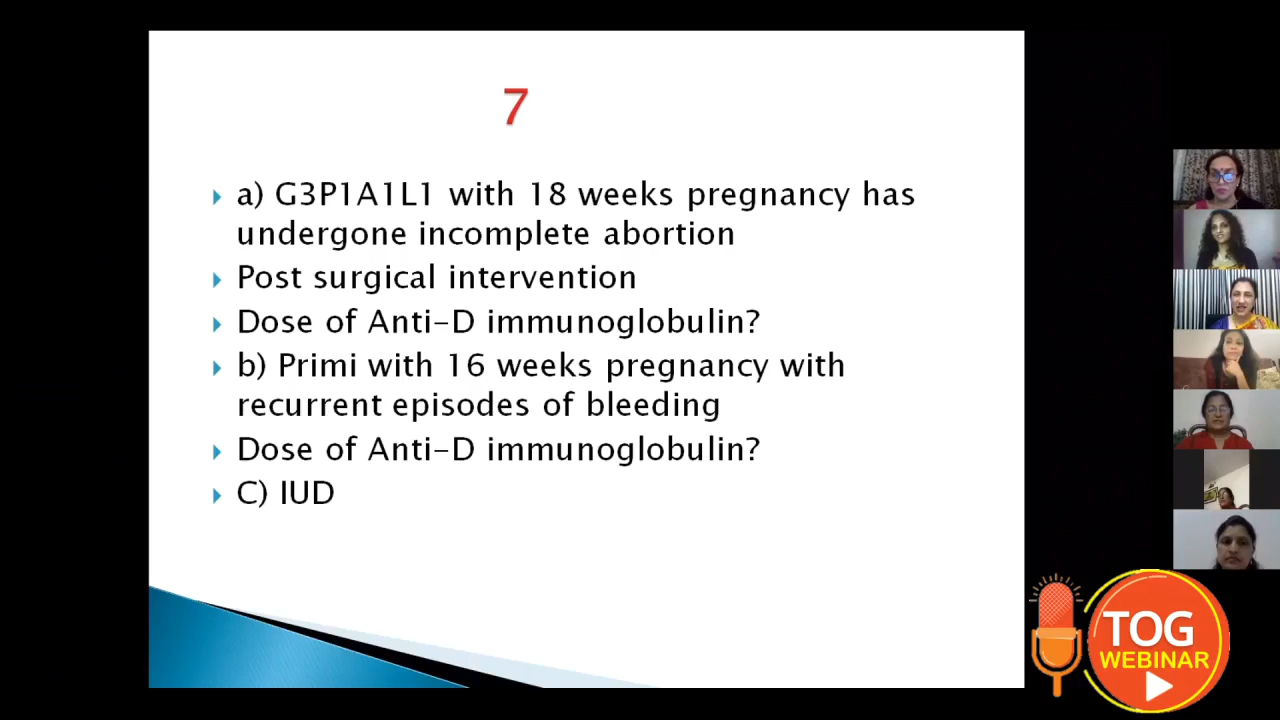 7
a) G3P1A1L1 with 18 weeks pregnancy has
undergone incomplete abortion
Post surgical intervention
Dose of Anti-D immunoglobulin?
b) Primi with 16 weeks pregnancy with
recurrent episodes of bleeding
Dose of Anti-D immunoglobulin?
C) IUD
TOG
WEBINAR